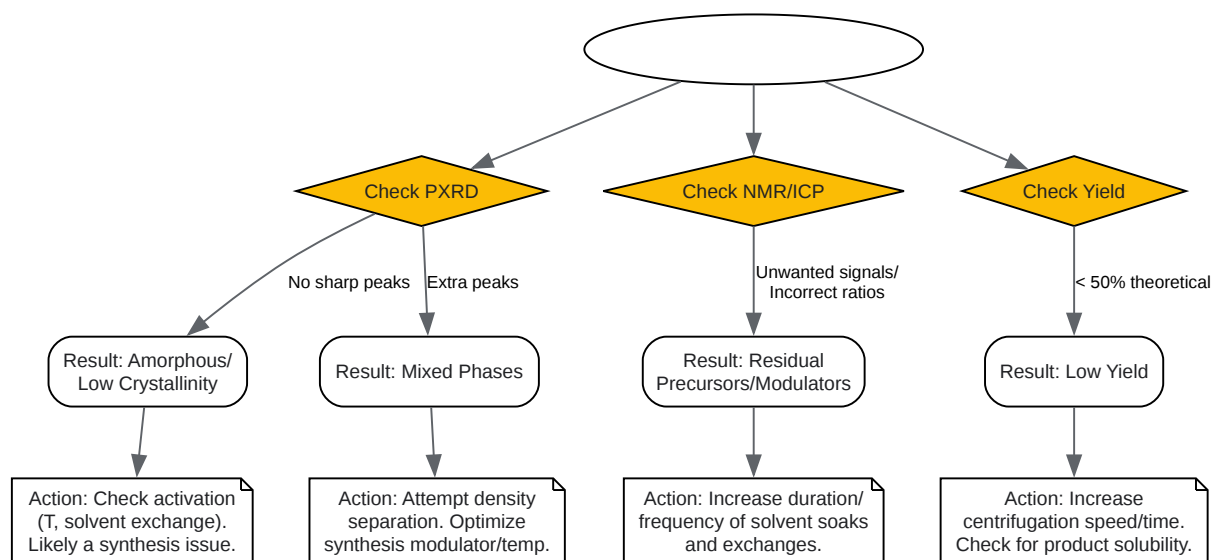 Check PXRD
Check NMR/ICP
Check Yield
No sharp peaks
Extra peaks
Unwanted signals/
Incorrect ratios
< 50% theoretical
Result: Amorphous/
Low Crystallinity
Result: Mixed Phases
Result: Residual
Precursors/Modulators
Result: Low Yield
Action: Check activation
(T, solvent exchange).
Likely a synthesis issue.
Action: Attempt density
separation. Optimize
synthesis modulator/temp.
Action: Increase duration/
frequency of solvent soaks
and exchanges.
Action: Increase
centrifugation speed/time.
Check for product solubility.